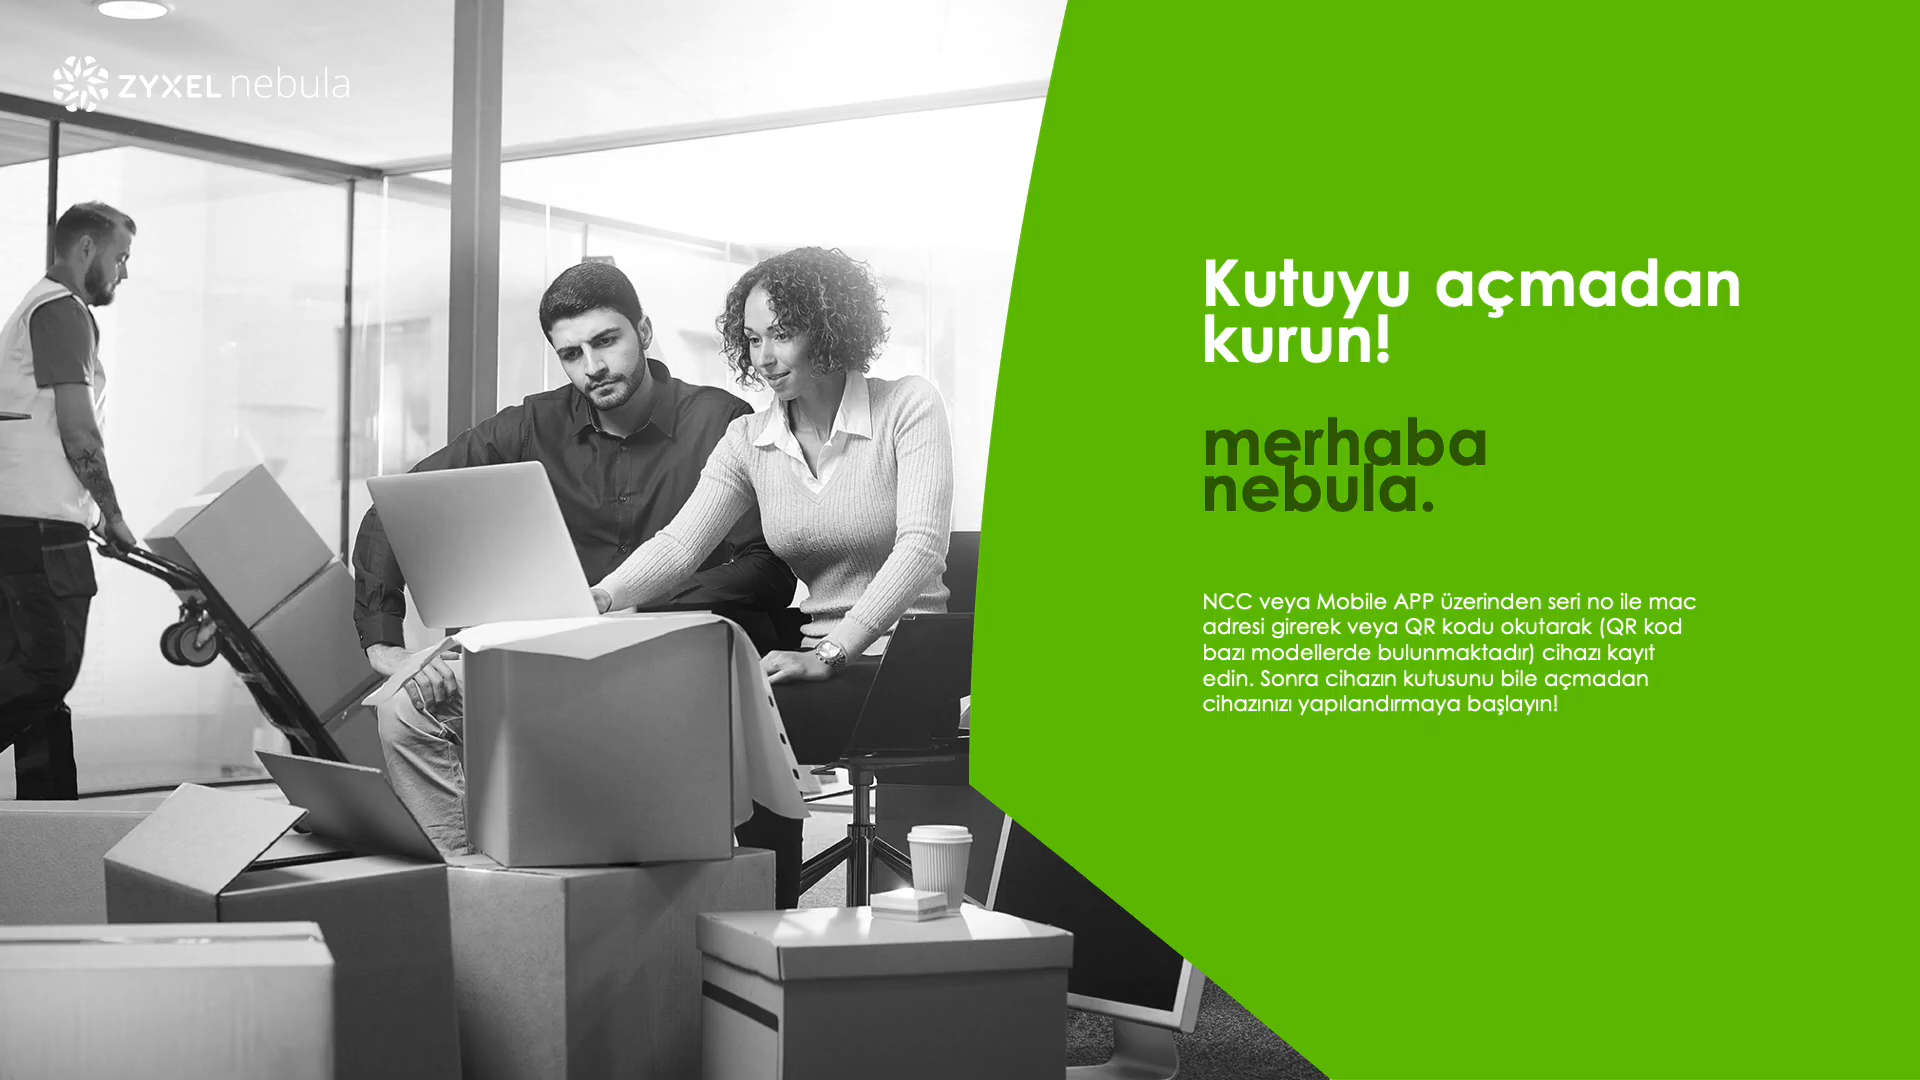 ZYXEL nebula
Kutuyu açmadan
kurun!
merhaba
nebula.
NCC veya Mobile APP üzerinden seri no ile mac
adresi girerek veya QR kodu okutarak (QR kod
bazı modellerde bulunmaktadır) cihazı kayıt
edin. Sonra cihazın kutusunu bile açmadan
cihazınızı yapılandırmaya başlayın!